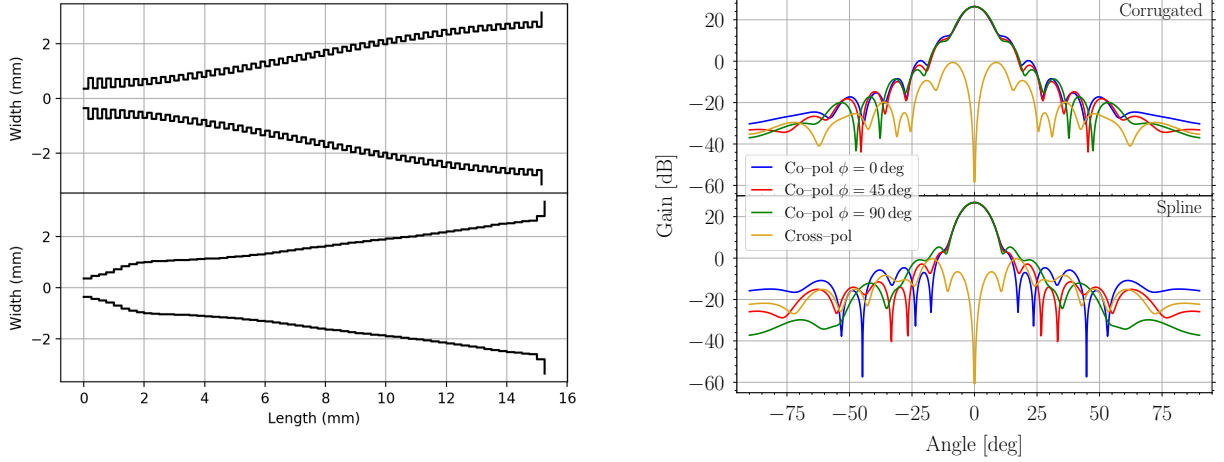 2
0
−2
Width (mm)
2
0
−2
Width (mm)
0 2 4 6 8 10 12 14 16
Length (mm)
Corrugated
20
0
−20
−40
−60
Gain [dB]
Co–pol ϕ = 0 deg
Co–pol ϕ = 45 deg
Co–pol ϕ = 90 deg
Cross–pol
Spline
20
0
−20
−40
−60
−75 −50 −25 0 25 50 75
Angle [deg]